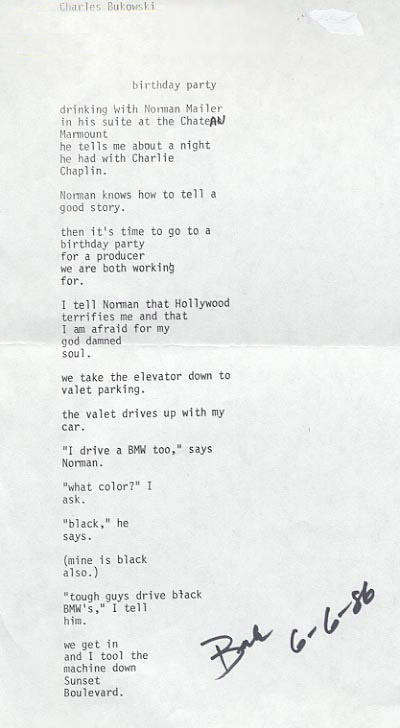 Charles Bukowski
birthday party
drinking with Norman Mailer
in his suite at the ChateAU
Marmount
he tells me about a night
he had with Charlie
Chaplin.
Norman knows how to tell a
good story.
then it's time to go to a
birthday party
for a producer
we are both working
for.
I tell Norman that Hollywood
terrifies me and that
I am afraid for my
god damned
soul.
we take the elevator down to
valet parking.
the valet drives up with my
car.
"I drive a BMW too," says
Norman.
"what color?" I
ask.
"black," he
says.
(mine is black
also.)
"tough guys drive black
BMW's," I tell
him.
we get in
and I tool the
machine down
Sunset
Boulevard.
Buk 6-6-86